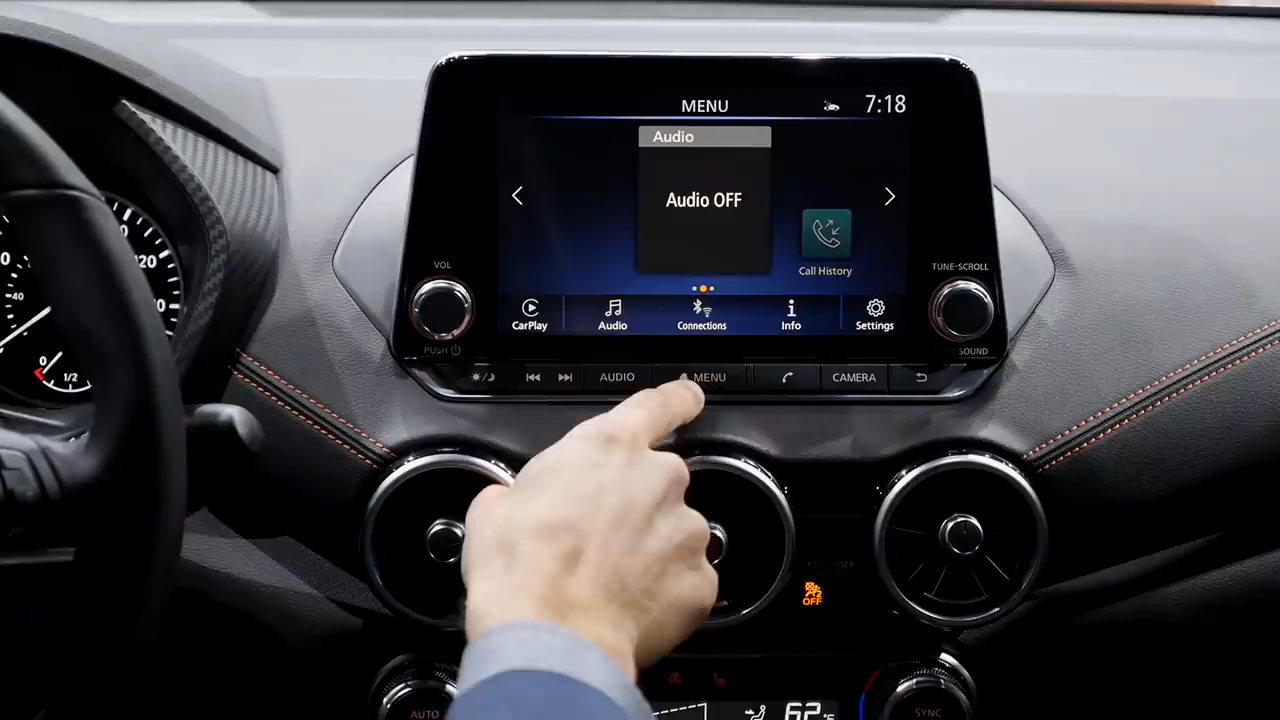 MENU
7:18
Audio
Audio OFF
Call History
VOL
TUNE·SCROLL
CarPlay
Audio
Connections
Info
Settings
PUSH
SOUND
AUDIO
MENU
CAMERA
120
40
0
1/2
OFF
AUTO
62°F
SYNC